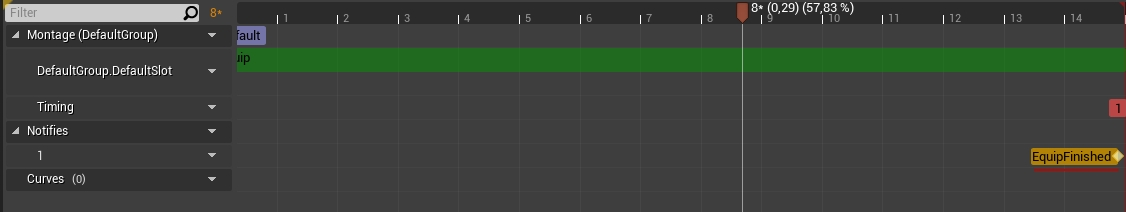 Filter
8*
8* (0,29) (57,83 %)
1 2 3 4 5 6 7 8 9 10 11 12 13 14
Montage (DefaultGroup)
fault
DefaultGroup.DefaultSlot
uip
Timing
1
Notifies
1
EquipFinished
Curves (0)